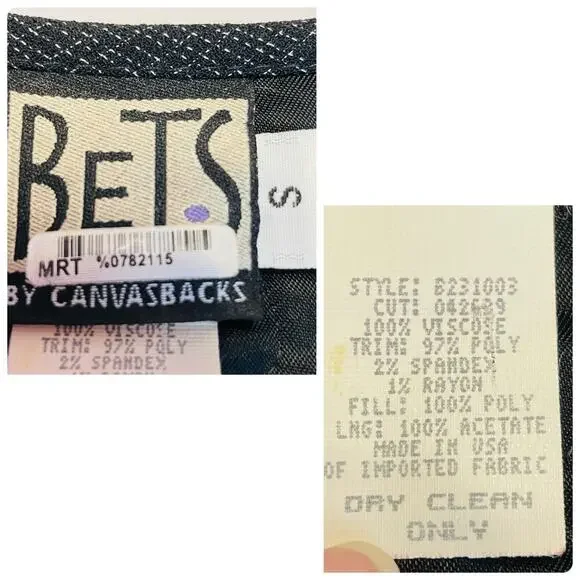 BETS
S
MRT %0782115
BY CANVASBACKS
100% VISCOSE
TRIM: 97% POLY
2% SPANDEX
STYLE: B231003
CUT: 042689
100% VISCOSE
TRIM: 97% POLY
2% SPANDEX
1% RAYON
FILL: 100% POLY
LNG: 100% ACETATE
MADE IN USA
OF IMPORTED FABRIC
DRY CLEAN
ONLY